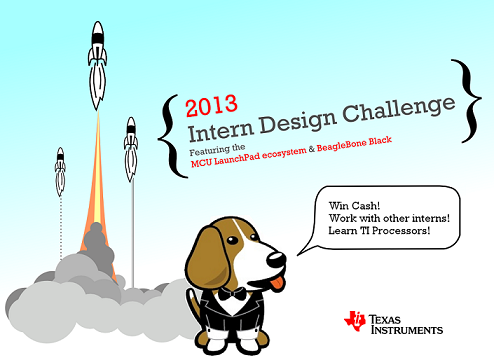 2013
Intern Design Challenge
Featuring the
MCU LaunchPad ecosystem & BeagleBone Black
Win Cash!
Work with other interns!
Learn TI Processors!
TEXAS
INSTRUMENTS